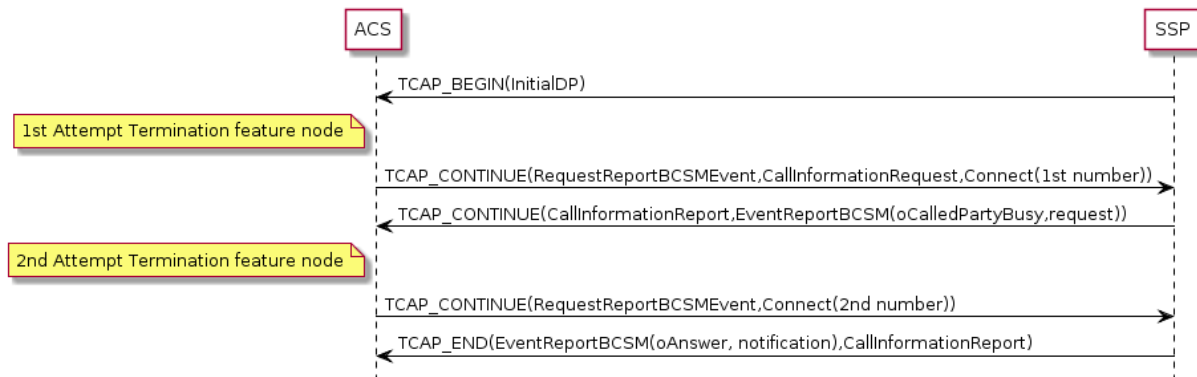 ACS
SSP
TCAP_BEGIN(InitialDP)
1st Attempt Termination feature node
TCAP_CONTINUE(RequestReportBCSMEvent,CallInformationRequest,Connect(1st number))
TCAP_CONTINUE(CallInformationReport,EventReportBCSM(oCalledPartyBusy,request))
2nd Attempt Termination feature node
TCAP_CONTINUE(RequestReportBCSMEvent,Connect(2nd number))
TCAP_END(EventReportBCSM(oAnswer, notification),CallInformationReport)